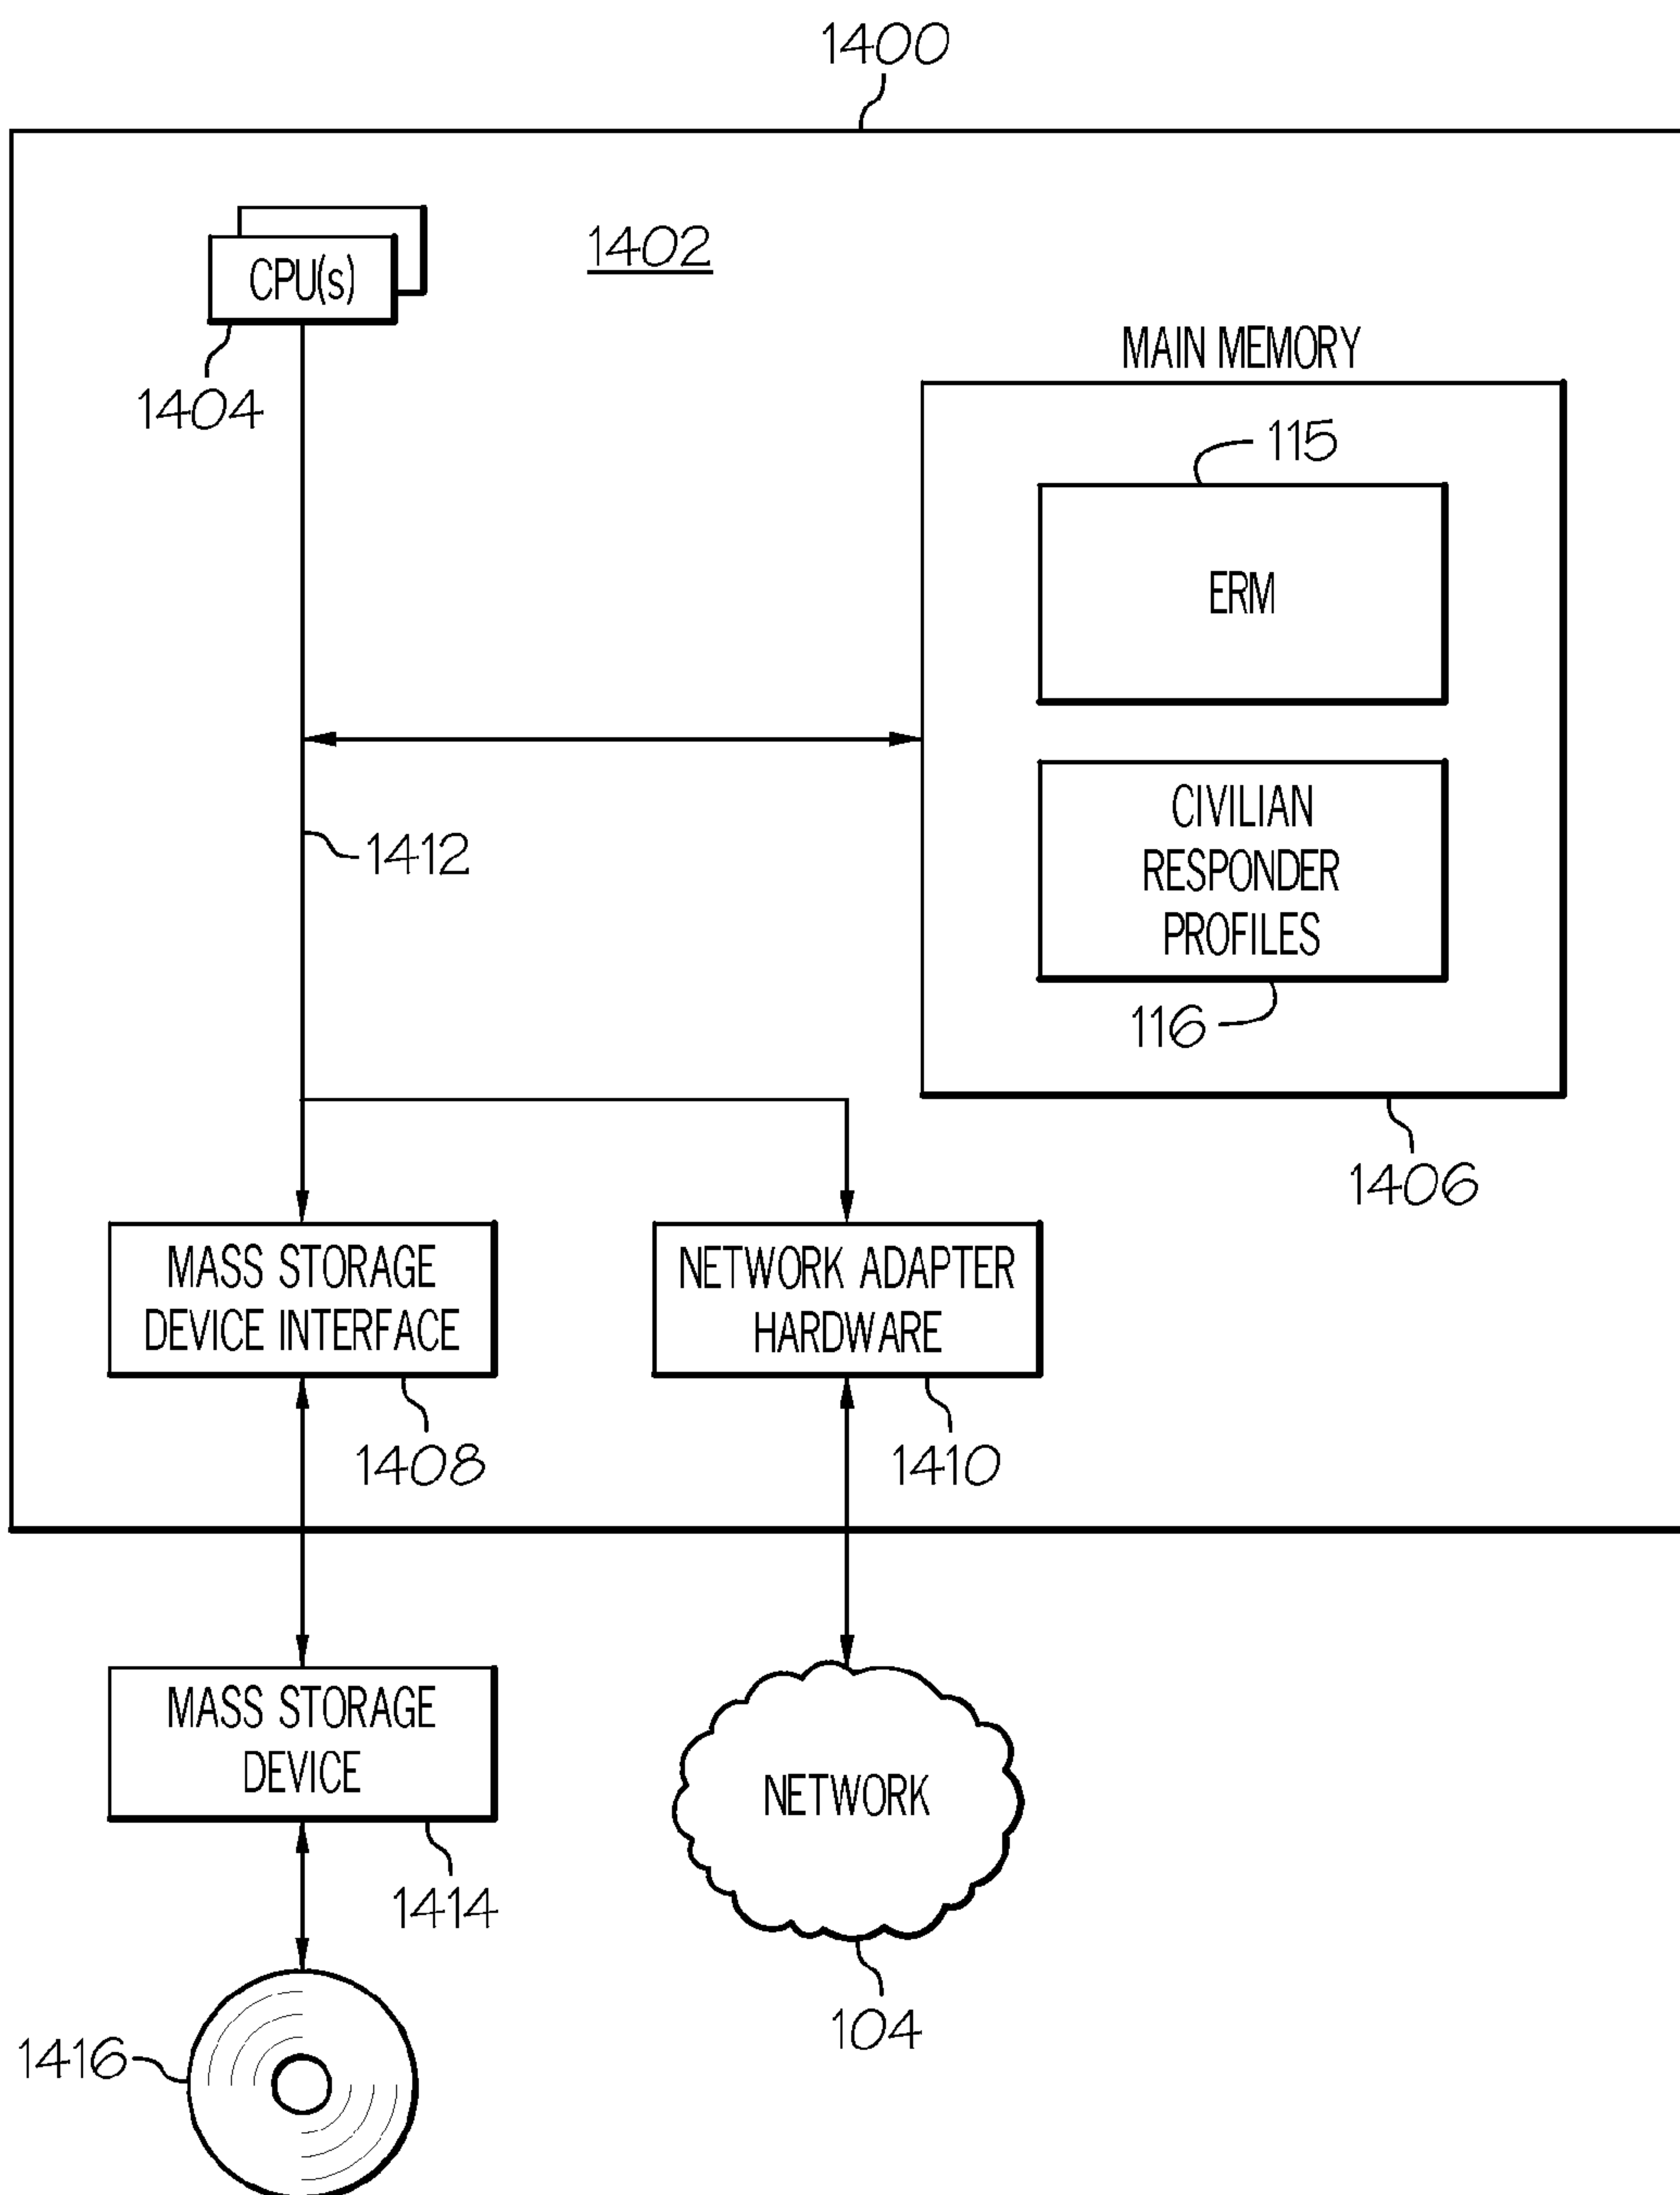 1400
1402
CPU(s)
1404
MAIN MEMORY
115
ERM
1412
CIVILIAN
RESPONDER
PROFILES
116
1406
MASS STORAGE
DEVICE INTERFACE
NETWORK ADAPTER
HARDWARE
1408
1410
MASS STORAGE
DEVICE
NETWORK
1414
104
1416